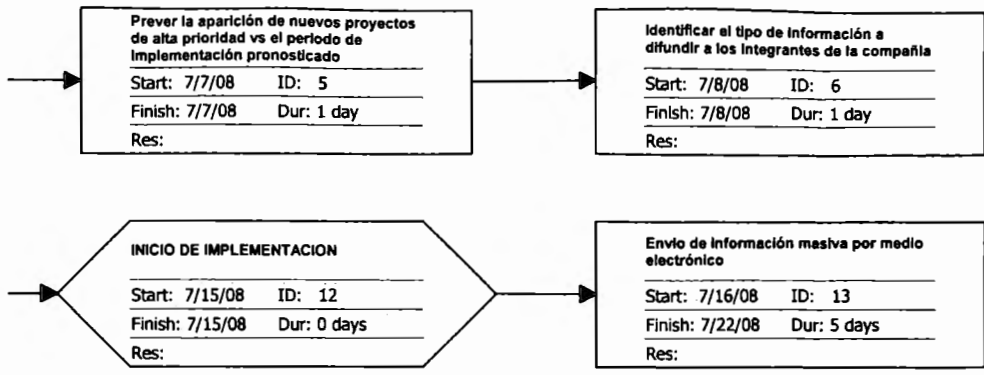 Prever la aparición de nuevos proyectos
de alta prioridad vs el periodo de
implementación pronosticado
Start: 7/7/08 ID: 5
Finish: 7/7/08 Dur: 1 day
Res:
Identificar el tipo de información a
difundir a los integrantes de la compañia
Start: 7/8/08 ID: 6
Finish: 7/8/08 Dur: 1 day
Res:
INICIO DE IMPLEMENTACION
Start: 7/15/08 ID: 12
Finish: 7/15/08 Dur: 0 days
Res:
Envio de información masiva por medio
electrónico
Start: 7/16/08 ID: 13
Finish: 7/22/08 Dur: 5 days
Res: